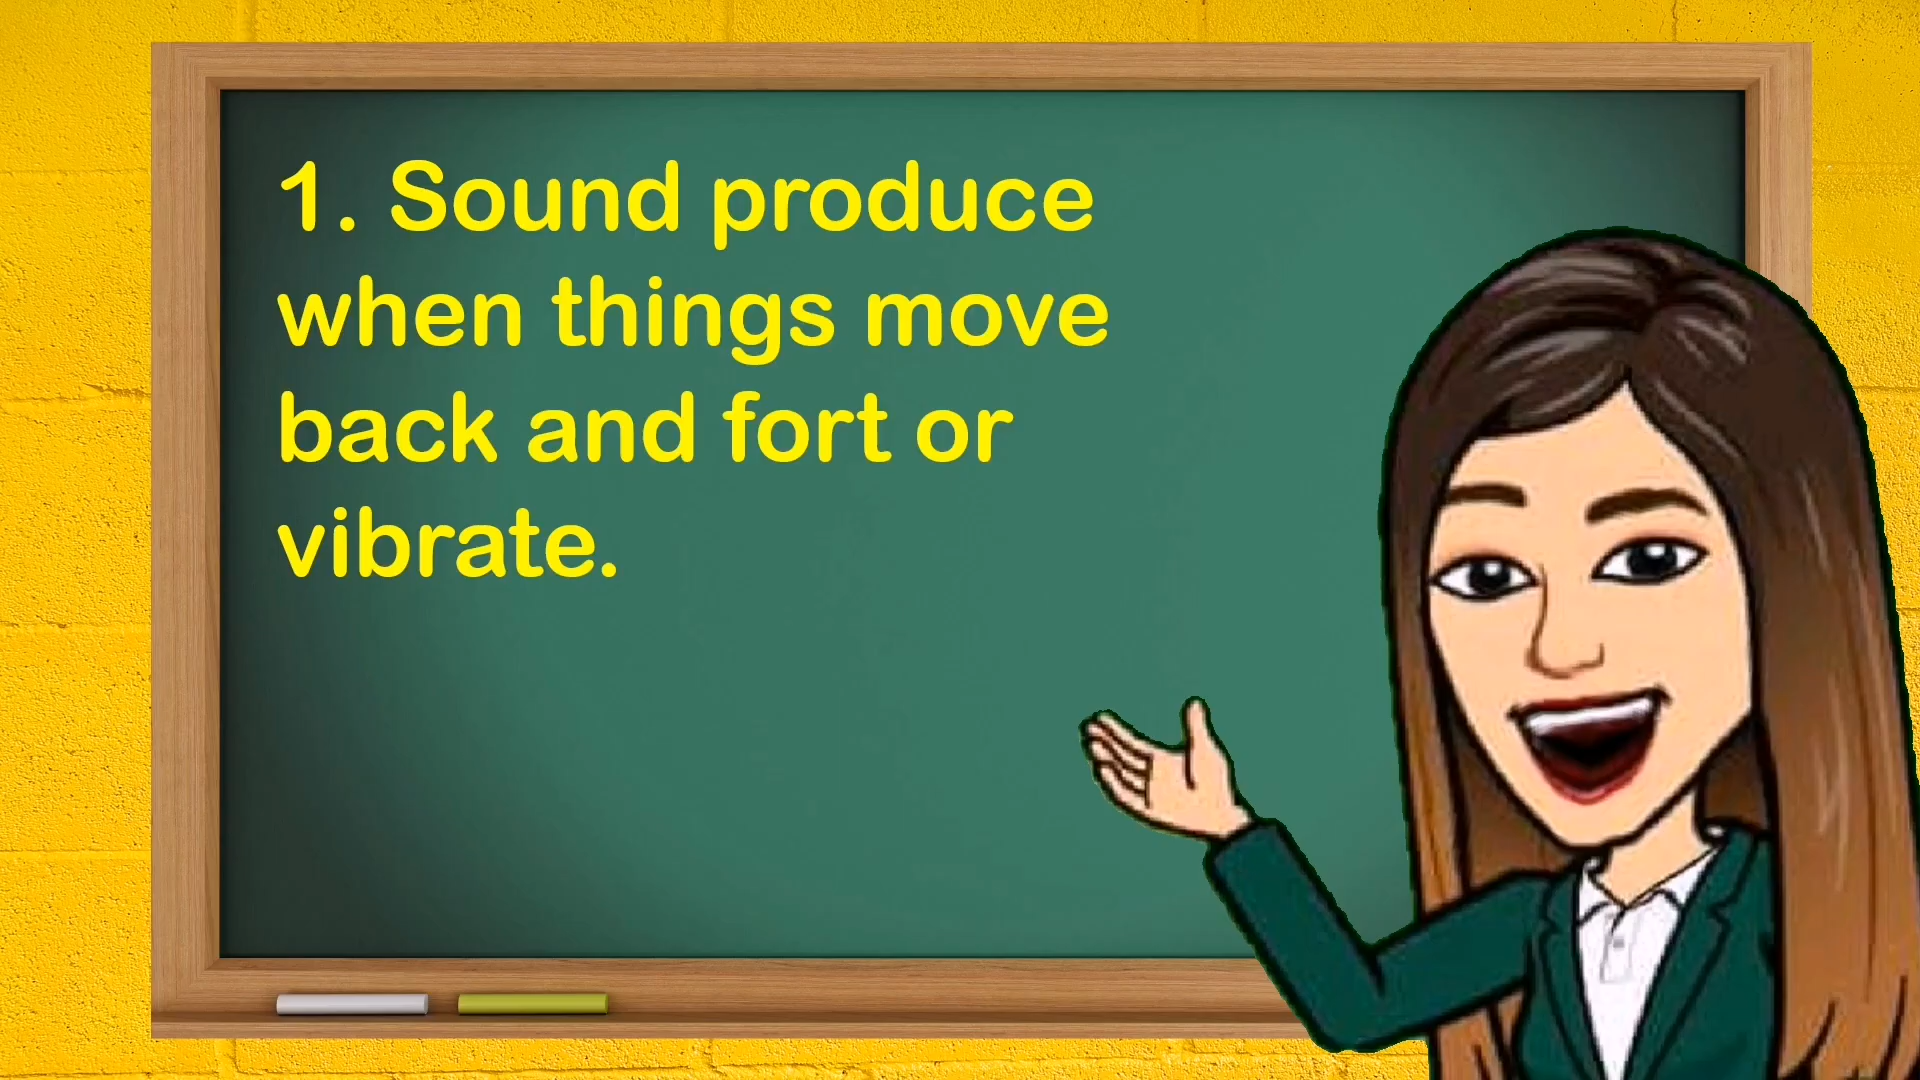 1. Sound produce
when things move
back and fort or
vibrate.